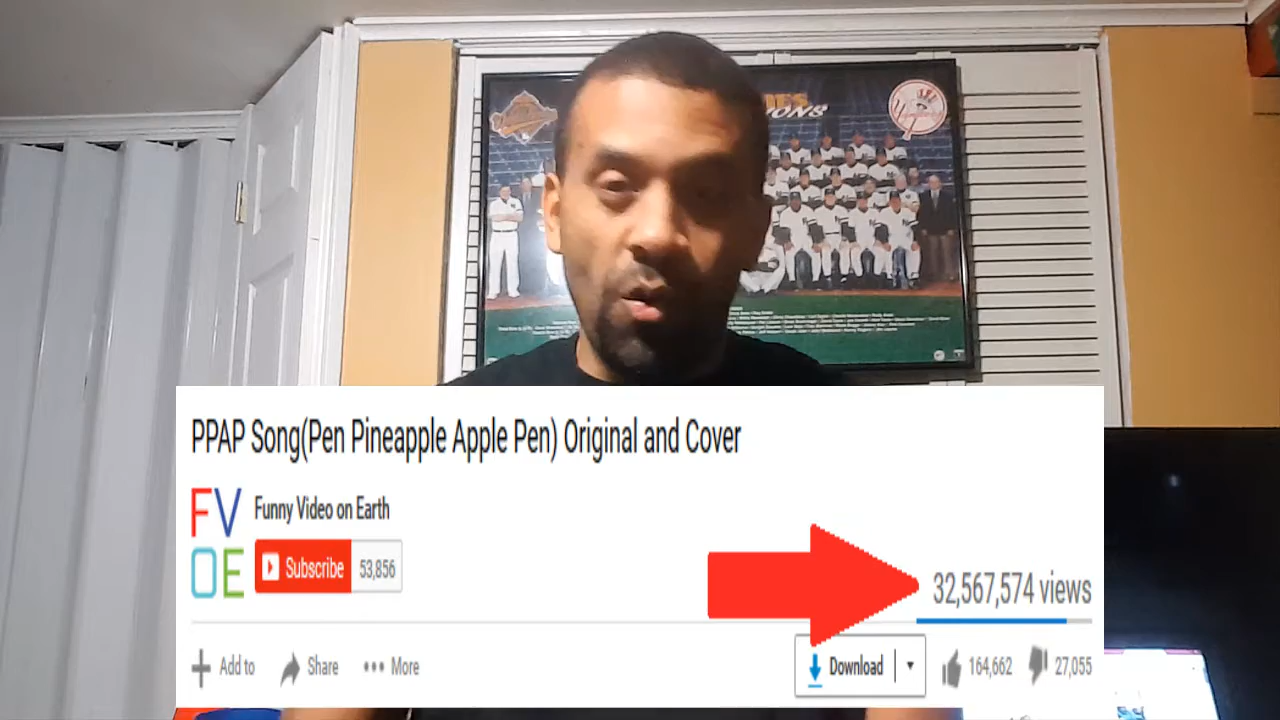 IONS
PPAP Song(Pen Pineapple Apple Pen) Original and Cover
FV
OE
Funny Video on Earth
Subscribe 53,856
32,567,574 views
Add to Share More
Download 164,662 27,055